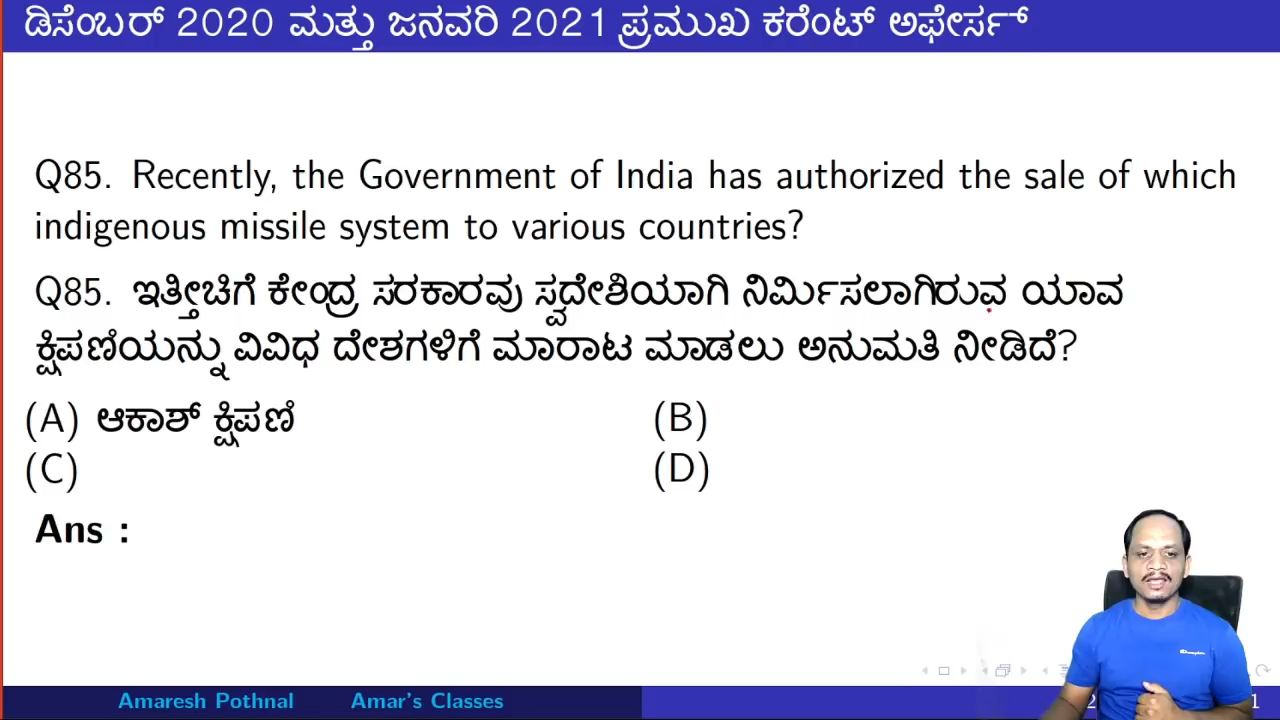 ಡಿಸೆಂಬರ್ 2020 ಮತ್ತು ಜನವರಿ 2021 ಪ್ರಮುಖ ಕರೆಂಟ್ ಅಫೇರ್ಸ್
Q85. Recently, the Government of India has authorized the sale of which
indigenous missile system to various countries?
Q85. ಇತ್ತೀಚಿಗೆ ಕೇಂದ್ರ ಸರಕಾರವು ಸ್ವದೇಶಿಯಾಗಿ ನಿರ್ಮಿಸಲಾಗಿರುವ ಯಾವ
ಕ್ಷಿಪಣಿಯನ್ನು ವಿವಿಧ ದೇಶಗಳಿಗೆ ಮಾರಾಟ ಮಾಡಲು ಅನುಮತಿ ನೀಡಿದೆ?
(A) ಆಕಾಶ್ ಕ್ಷಿಪಣಿ (B)
(C) (D)
Ans :
Amaresh Pothnal Amar's Classes